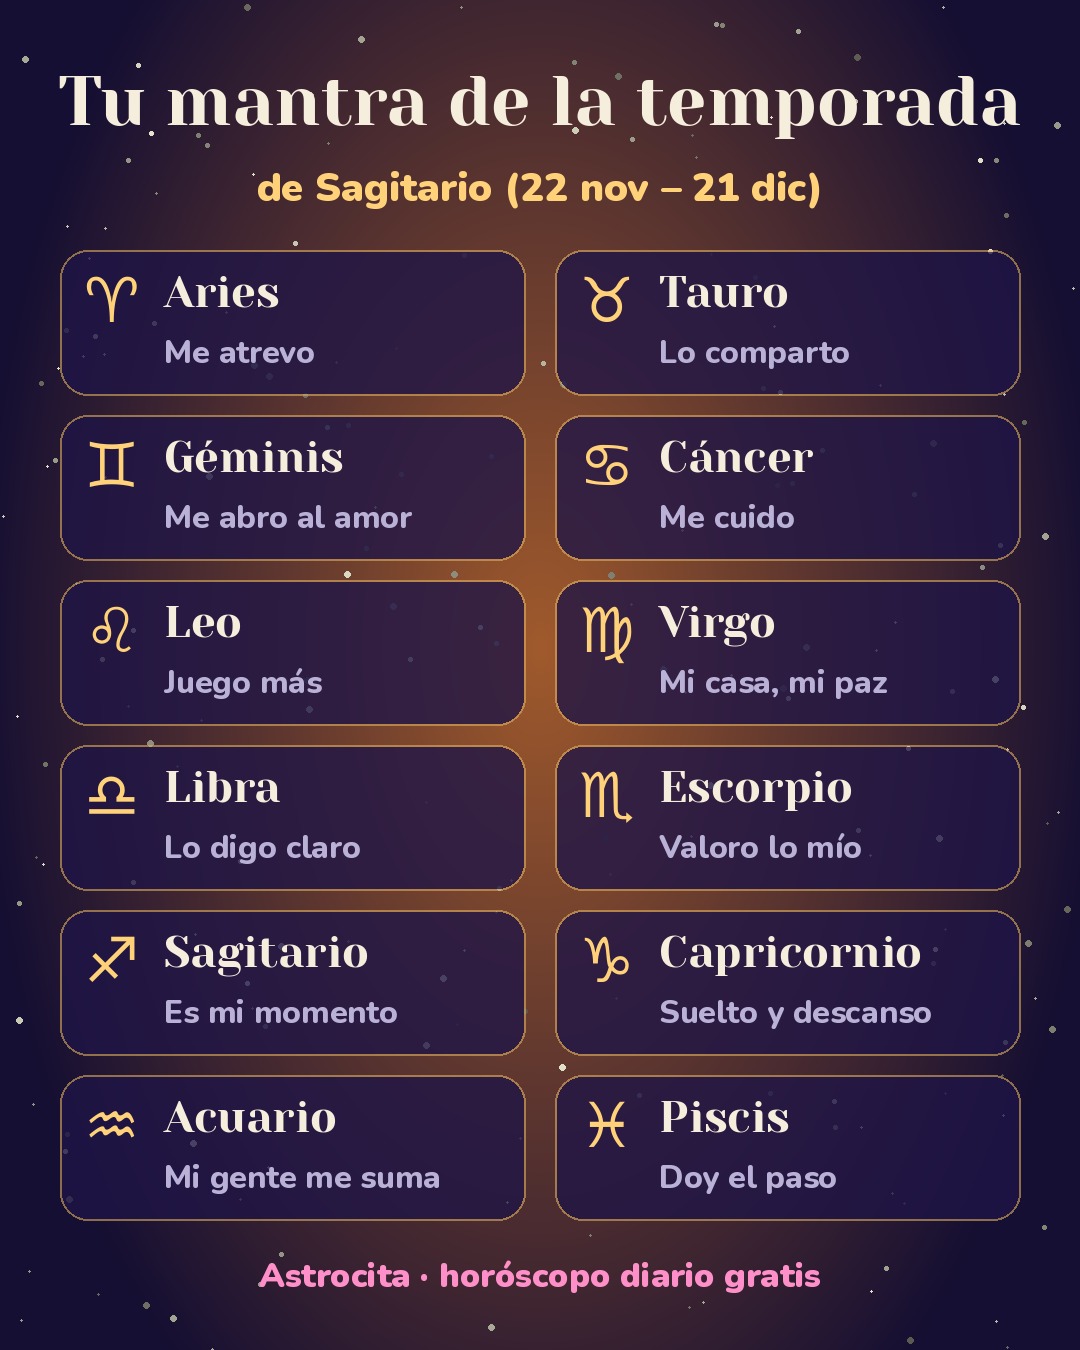 Tu mantra de la temporada
de Sagitario (22 nov – 21 dic)
♈ Aries
Me atrevo
♉ Tauro
Lo comparto
♊ Géminis
Me abro al amor
♋ Cáncer
Me cuido
♌ Leo
Juego más
♍ Virgo
Mi casa, mi paz
♎ Libra
Lo digo claro
♏ Escorpio
Valoro lo mío
♐ Sagitario
Es mi momento
♑ Capricornio
Suelto y descanso
♒ Acuario
Mi gente me suma
♓ Piscis
Doy el paso
Astrocita · horóscopo diario gratis